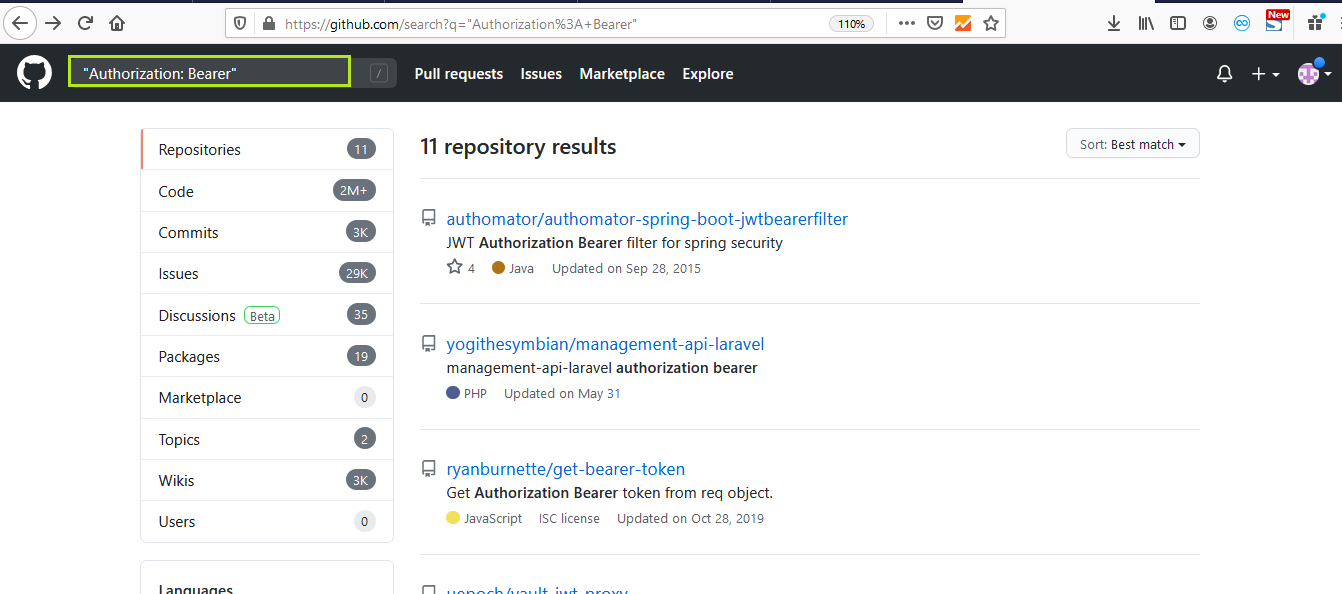 https://github.com/search?q="Authorization%3A+Bearer"
110%
New
"Authorization: Bearer"
/
Pull requests
Issues
Marketplace
Explore
Repositories 11
Code 2M+
Commits 3K
Issues 29K
Discussions Beta 35
Packages 19
Marketplace 0
Topics 2
Wikis 3K
Users 0
Languages
11 repository results
Sort: Best match
authomator/authomator-spring-boot-jwtbearerfilter
JWT Authorization Bearer filter for spring security
4 Java Updated on Sep 28, 2015
yogithesymbian/management-api-laravel
management-api-laravel authorization bearer
PHP Updated on May 31
ryanburnette/get-bearer-token
Get Authorization Bearer token from req object.
JavaScript ISC license Updated on Oct 28, 2019
uepoch/vault-jwt-proxy